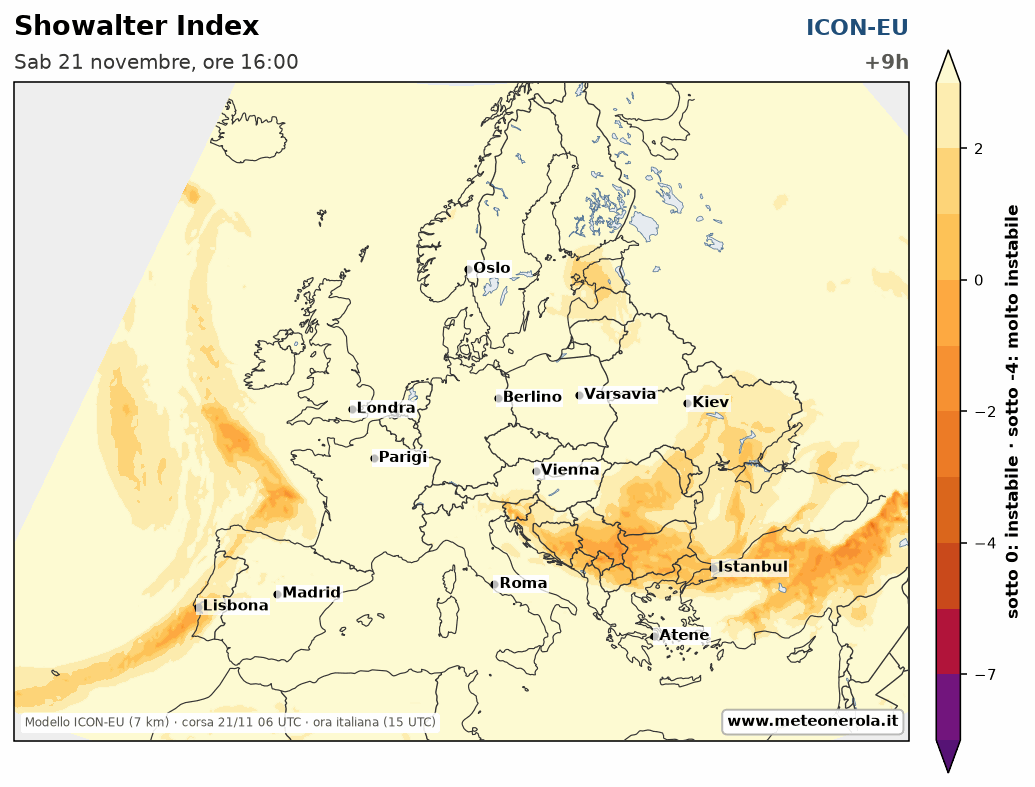 Showalter Index
ICON-EU
Sab 21 novembre, ore 16:00
+9h
Oslo
Londra
Berlino
Varsavia
Kiev
Parigi
Vienna
Istanbul
Roma
Madrid
Lisbona
Atene
2
0
−2
−4
−7
sotto 0: instabile · sotto -4: molto instabile
Modello ICON-EU (7 km) · corsa 21/11 06 UTC · ora italiana (15 UTC)
www.meteonerola.it